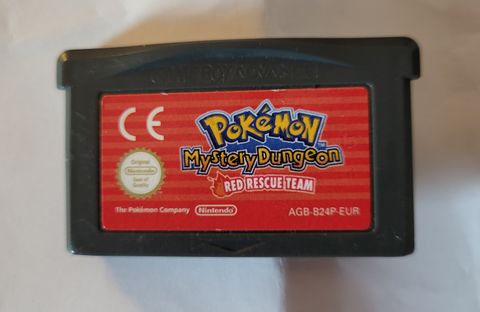 GAME BOY ADVANCE
CE
POKéMON
Mystery Dungeon
RED RESCUE TEAM
Original
Nintendo
Seal of
Quality
The Pokémon Company
Nintendo
AGB-B24P-EUR